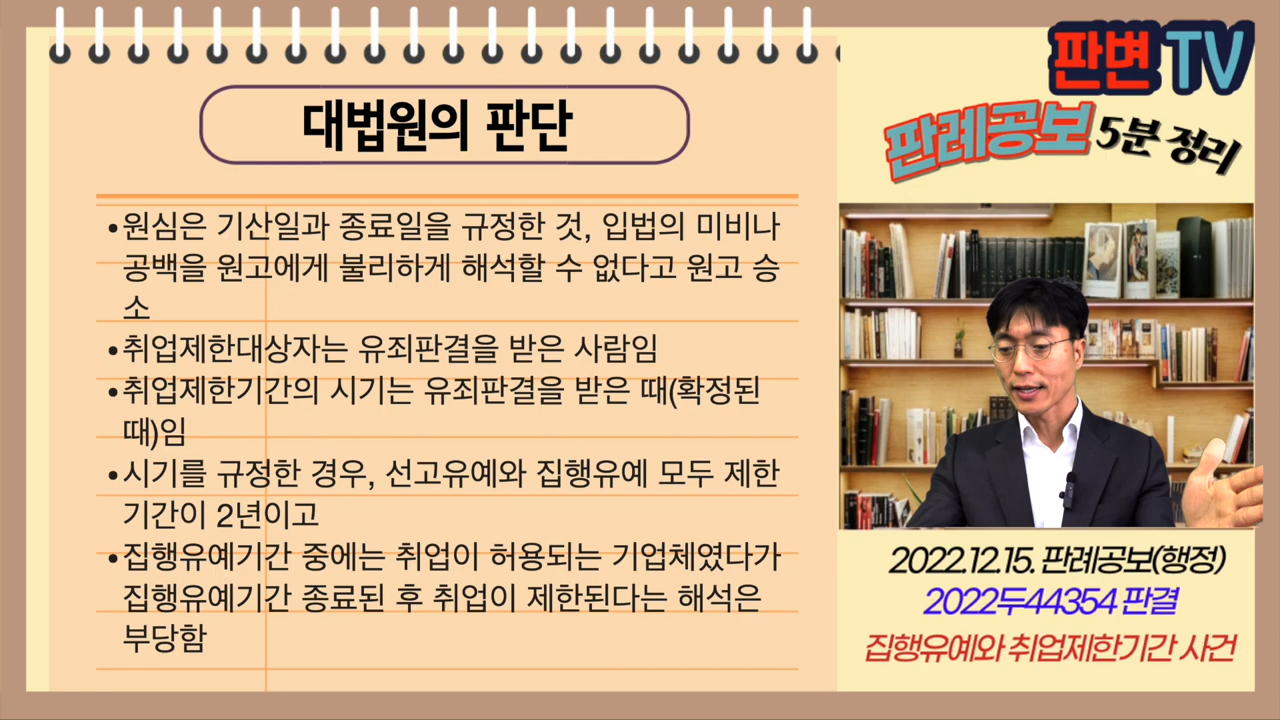 판변 TV
판례공보 5분 정리
대법원의 판단
•원심은 기산일과 종료일을 규정한 것, 입법의 미비나
공백을 원고에게 불리하게 해석할 수 없다고 원고 승
소
•취업제한대상자는 유죄판결을 받은 사람임
•취업제한기간의 시기는 유죄판결을 받은 때(확정된
때)임
•시기를 규정한 경우, 선고유예와 집행유예 모두 제한
기간이 2년이고
•집행유예기간 중에는 취업이 허용되는 기업체였다가
집행유예기간 종료된 후 취업이 제한된다는 해석은
부당함
2022.12.15. 판례공보(행정)
2022두44354 판결
집행유예와 취업제한기간 사건